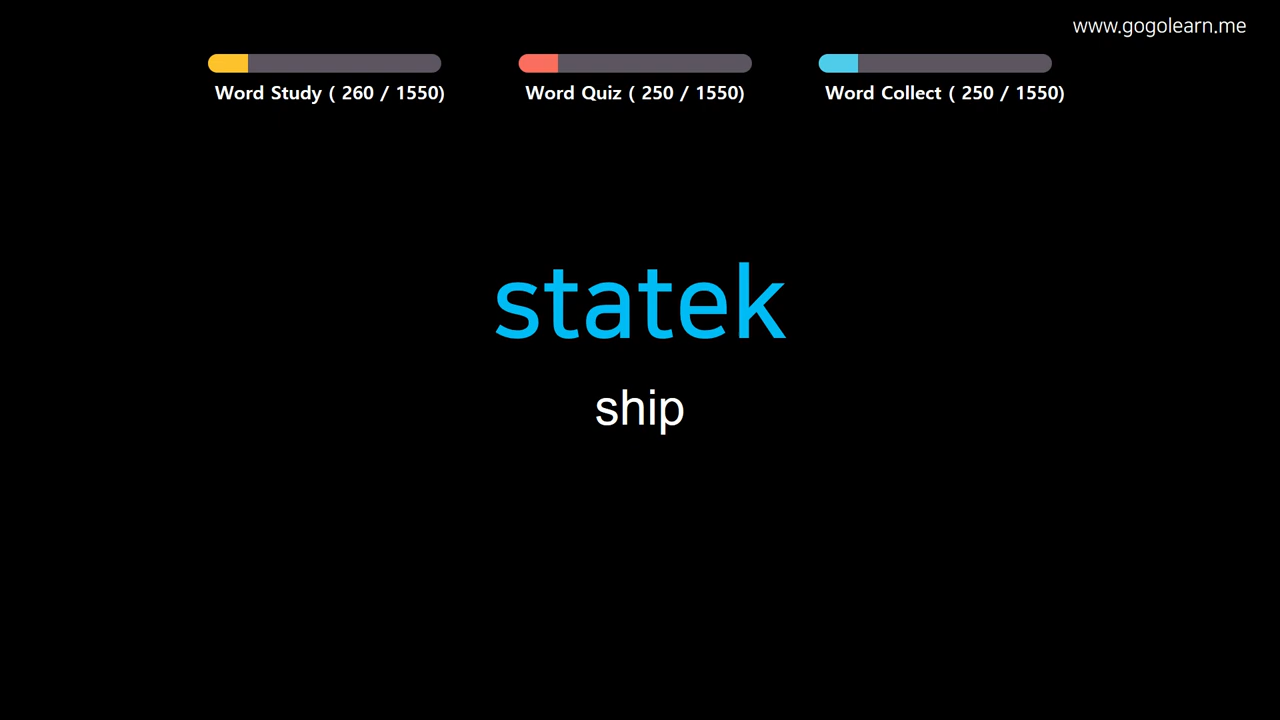 www.gogolearn.me
Word Study ( 260 / 1550)
Word Quiz ( 250 / 1550)
Word Collect ( 250 / 1550)
statek
ship